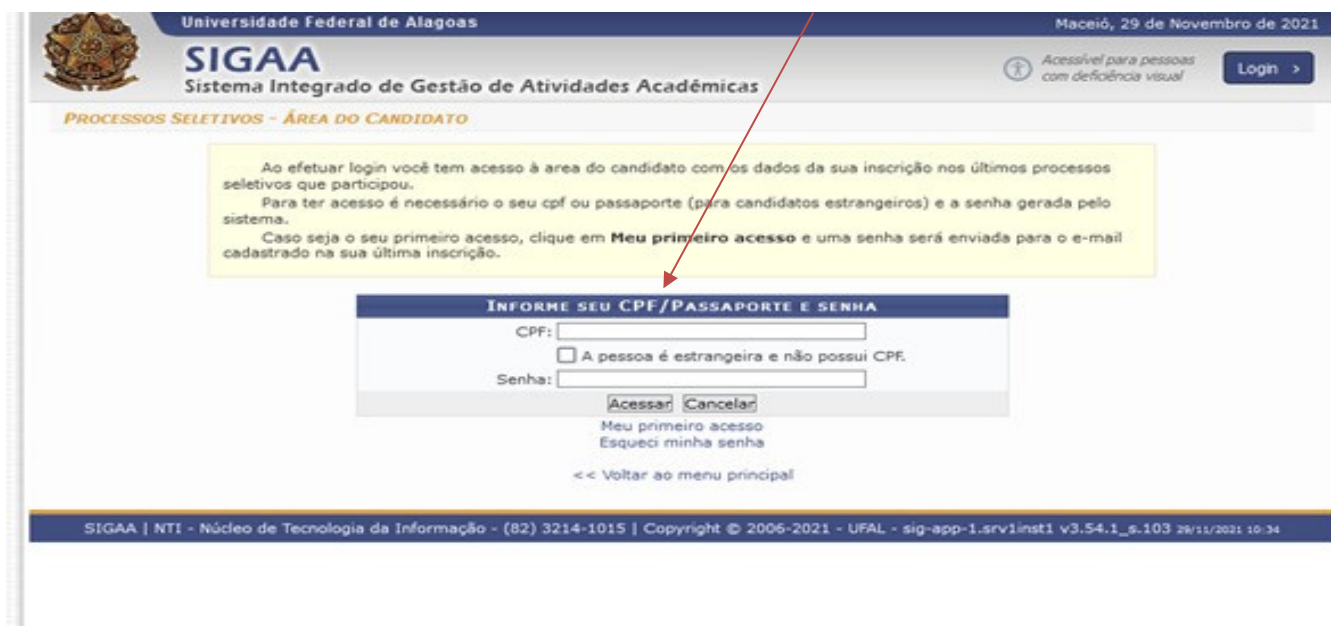 Universidade Federal de Alagoas
Maceió, 29 de Novembro de 2021
SIGAA
Sistema Integrado de Gestão de Atividades Acadêmicas
Acessível para pessoas
com deficiência visual
Login >
PROCESSOS SELETIVOS - ÁREA DO CANDIDATO
Ao efetuar login você tem acesso à area do candidato com os dados da sua inscrição nos últimos processos
seletivos que participou.
Para ter acesso é necessário o seu cpf ou passaporte (para candidatos estrangeiros) e a senha gerada pelo
sistema.
Caso seja o seu primeiro acesso, clique em Meu primeiro acesso e uma senha será enviada para o e-mail
cadastrado na sua última inscrição.
INFORME SEU CPF/PASSAPORTE E SENHA
CPF:
A pessoa é estrangeira e não possui CPF.
Senha:
Acessar Cancelar
Meu primeiro acesso
Esqueci minha senha
<< Voltar ao menu principal
SIGAA | NTI - Núcleo de Tecnologia da Informação - (82) 3214-1015 | Copyright © 2006-2021 - UFAL - sig-app-1.srv1inst1 v3.54.1_s.103 29/11/2021 10:34